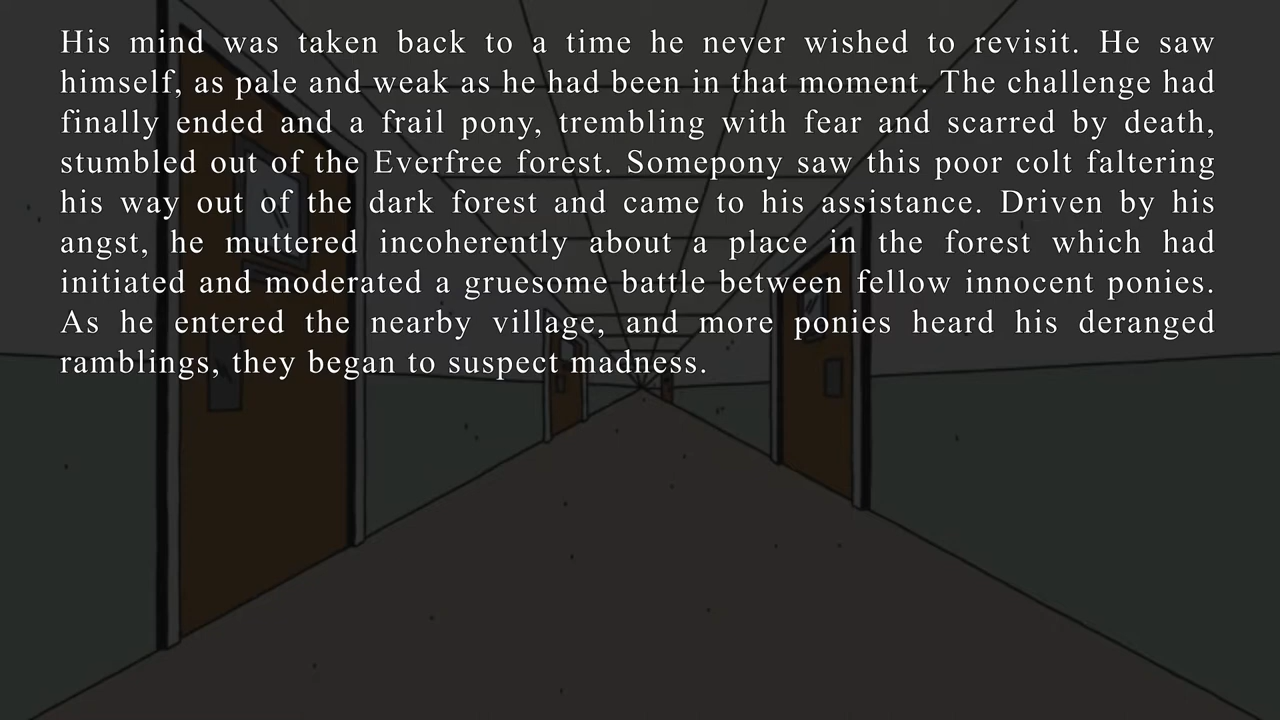 His mind was taken back to a time he never wished to revisit. He saw
himself, as pale and weak as he had been in that moment. The challenge had
finally ended and a frail pony, trembling with fear and scarred by death,
stumbled out of the Everfree forest. Somepony saw this poor colt faltering
his way out of the dark forest and came to his assistance. Driven by his
angst, he muttered incoherently about a place in the forest which had
initiated and moderated a gruesome battle between fellow innocent ponies.
As he entered the nearby village, and more ponies heard his deranged
ramblings, they began to suspect madness.